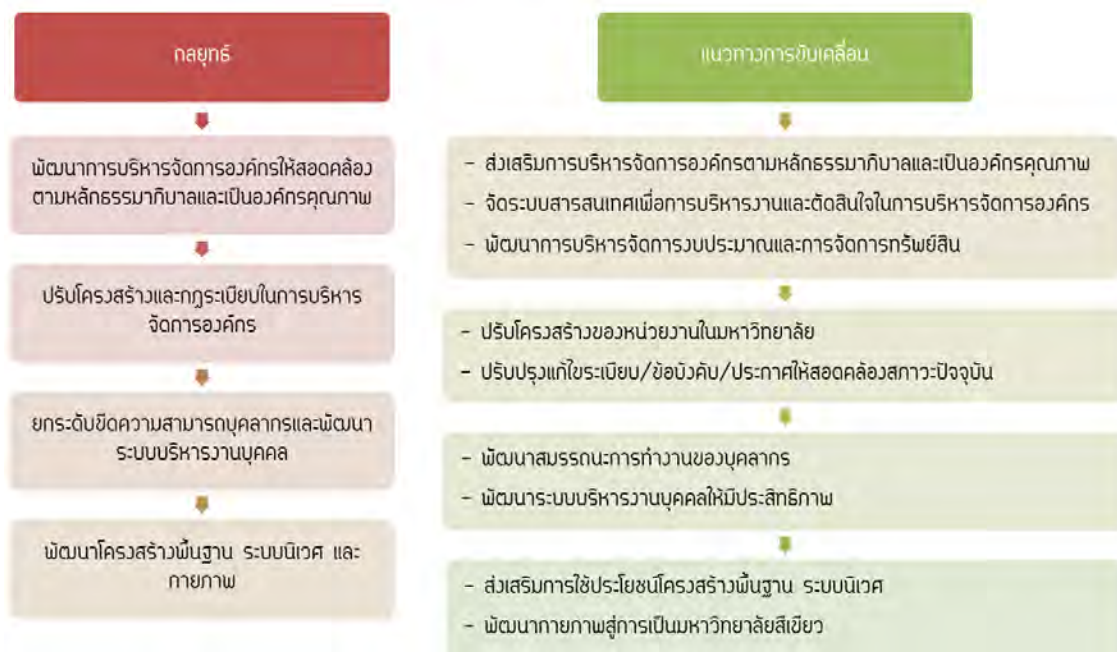 กลยุทธ์
พัฒนาการบริหารจัดการองค์กรให้สอดคล้อง
ตามหลักธรรมาภิบาลและเป็นองค์กรคุณภาพ
ปรับโครงสร้างและกฎระเบียบในการบริหาร
จัดการองค์กร
ยกระดับขีดความสามารถบุคลากรและพัฒนา
ระบบบริหารงานบุคคล
พัฒนาโครงสร้างพื้นฐาน ระบบนิเวศ และ
กายภาพ
แนวทางการขับเคลื่อน
- ส่งเสริมการบริหารจัดการองค์กรตามหลักธรรมาภิบาลและเป็นองค์กรคุณภาพ
- จัดระบบสารสนเทศเพื่อการบริหารงานและตัดสินใจในการบริหารจัดการองค์กร
- พัฒนาการบริหารจัดการงบประมาณและการจัดการทรัพย์สิน
- ปรับโครงสร้างของหน่วยงานในมหาวิทยาลัย
- ปรับปรุงแก้ไขระเบียบ/ข้อบังคับ/ประกาศให้สอดคล้องสภาวะปัจจุบัน
- พัฒนาสมรรถนะการทำงานของบุคลากร
- พัฒนาระบบบริหารงานบุคคลให้มีประสิทธิภาพ
- ส่งเสริมการใช้ประโยชน์โครงสร้างพื้นฐาน ระบบนิเวศ
- พัฒนากายภาพสู่การเป็นมหาวิทยาลัยสีเขียว